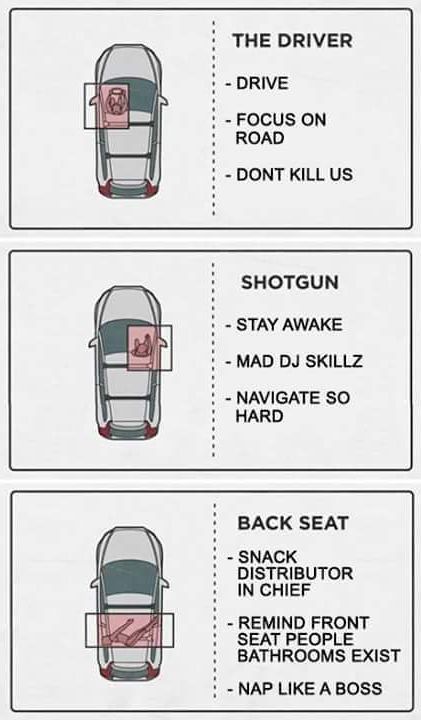 THE DRIVER
- DRIVE
- FOCUS ON
ROAD
- DONT KILL US
SHOTGUN
- STAY AWAKE
- MAD DJ SKILLZ
- NAVIGATE SO
HARD
BACK SEAT
- SNACK
DISTRIBUTOR
IN CHIEF
- REMIND FRONT
SEAT PEOPLE
BATHROOMS EXIST
- NAP LIKE A BOSS